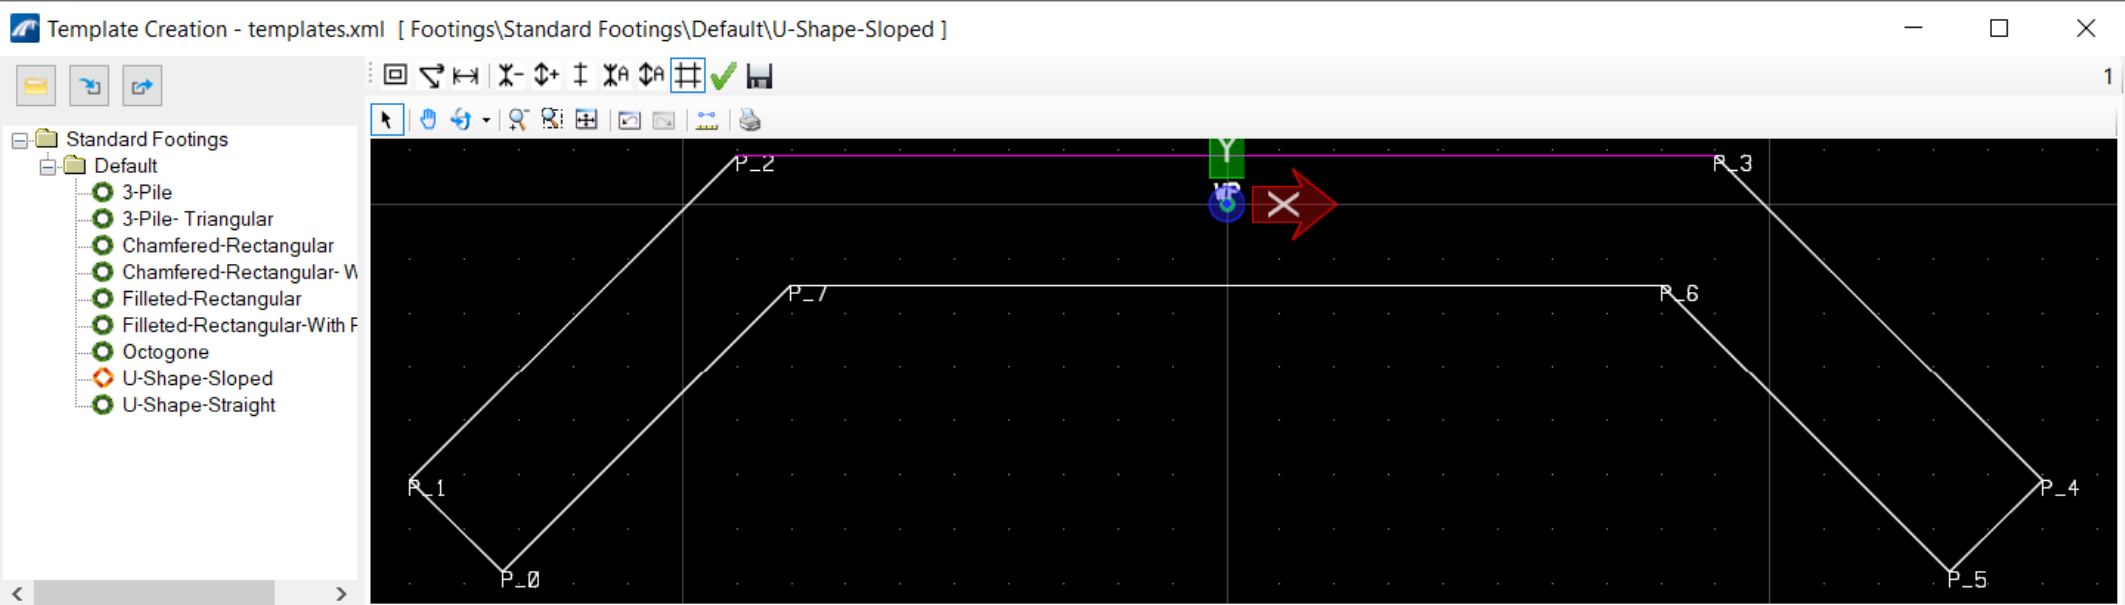 Template Creation - templates.xml [ Footings\Standard Footings\Default\U-Shape-Sloped ]
1
Standard Footings
Default
3-Pile
3-Pile- Triangular
Chamfered-Rectangular
Chamfered-Rectangular- W
Filleted-Rectangular
Filleted-Rectangular-With F
Octogone
U-Shape-Sloped
U-Shape-Straight
P_2
Y
P_3
WP
X
P_7
P_6
P_1
P_4
P_0
P_5